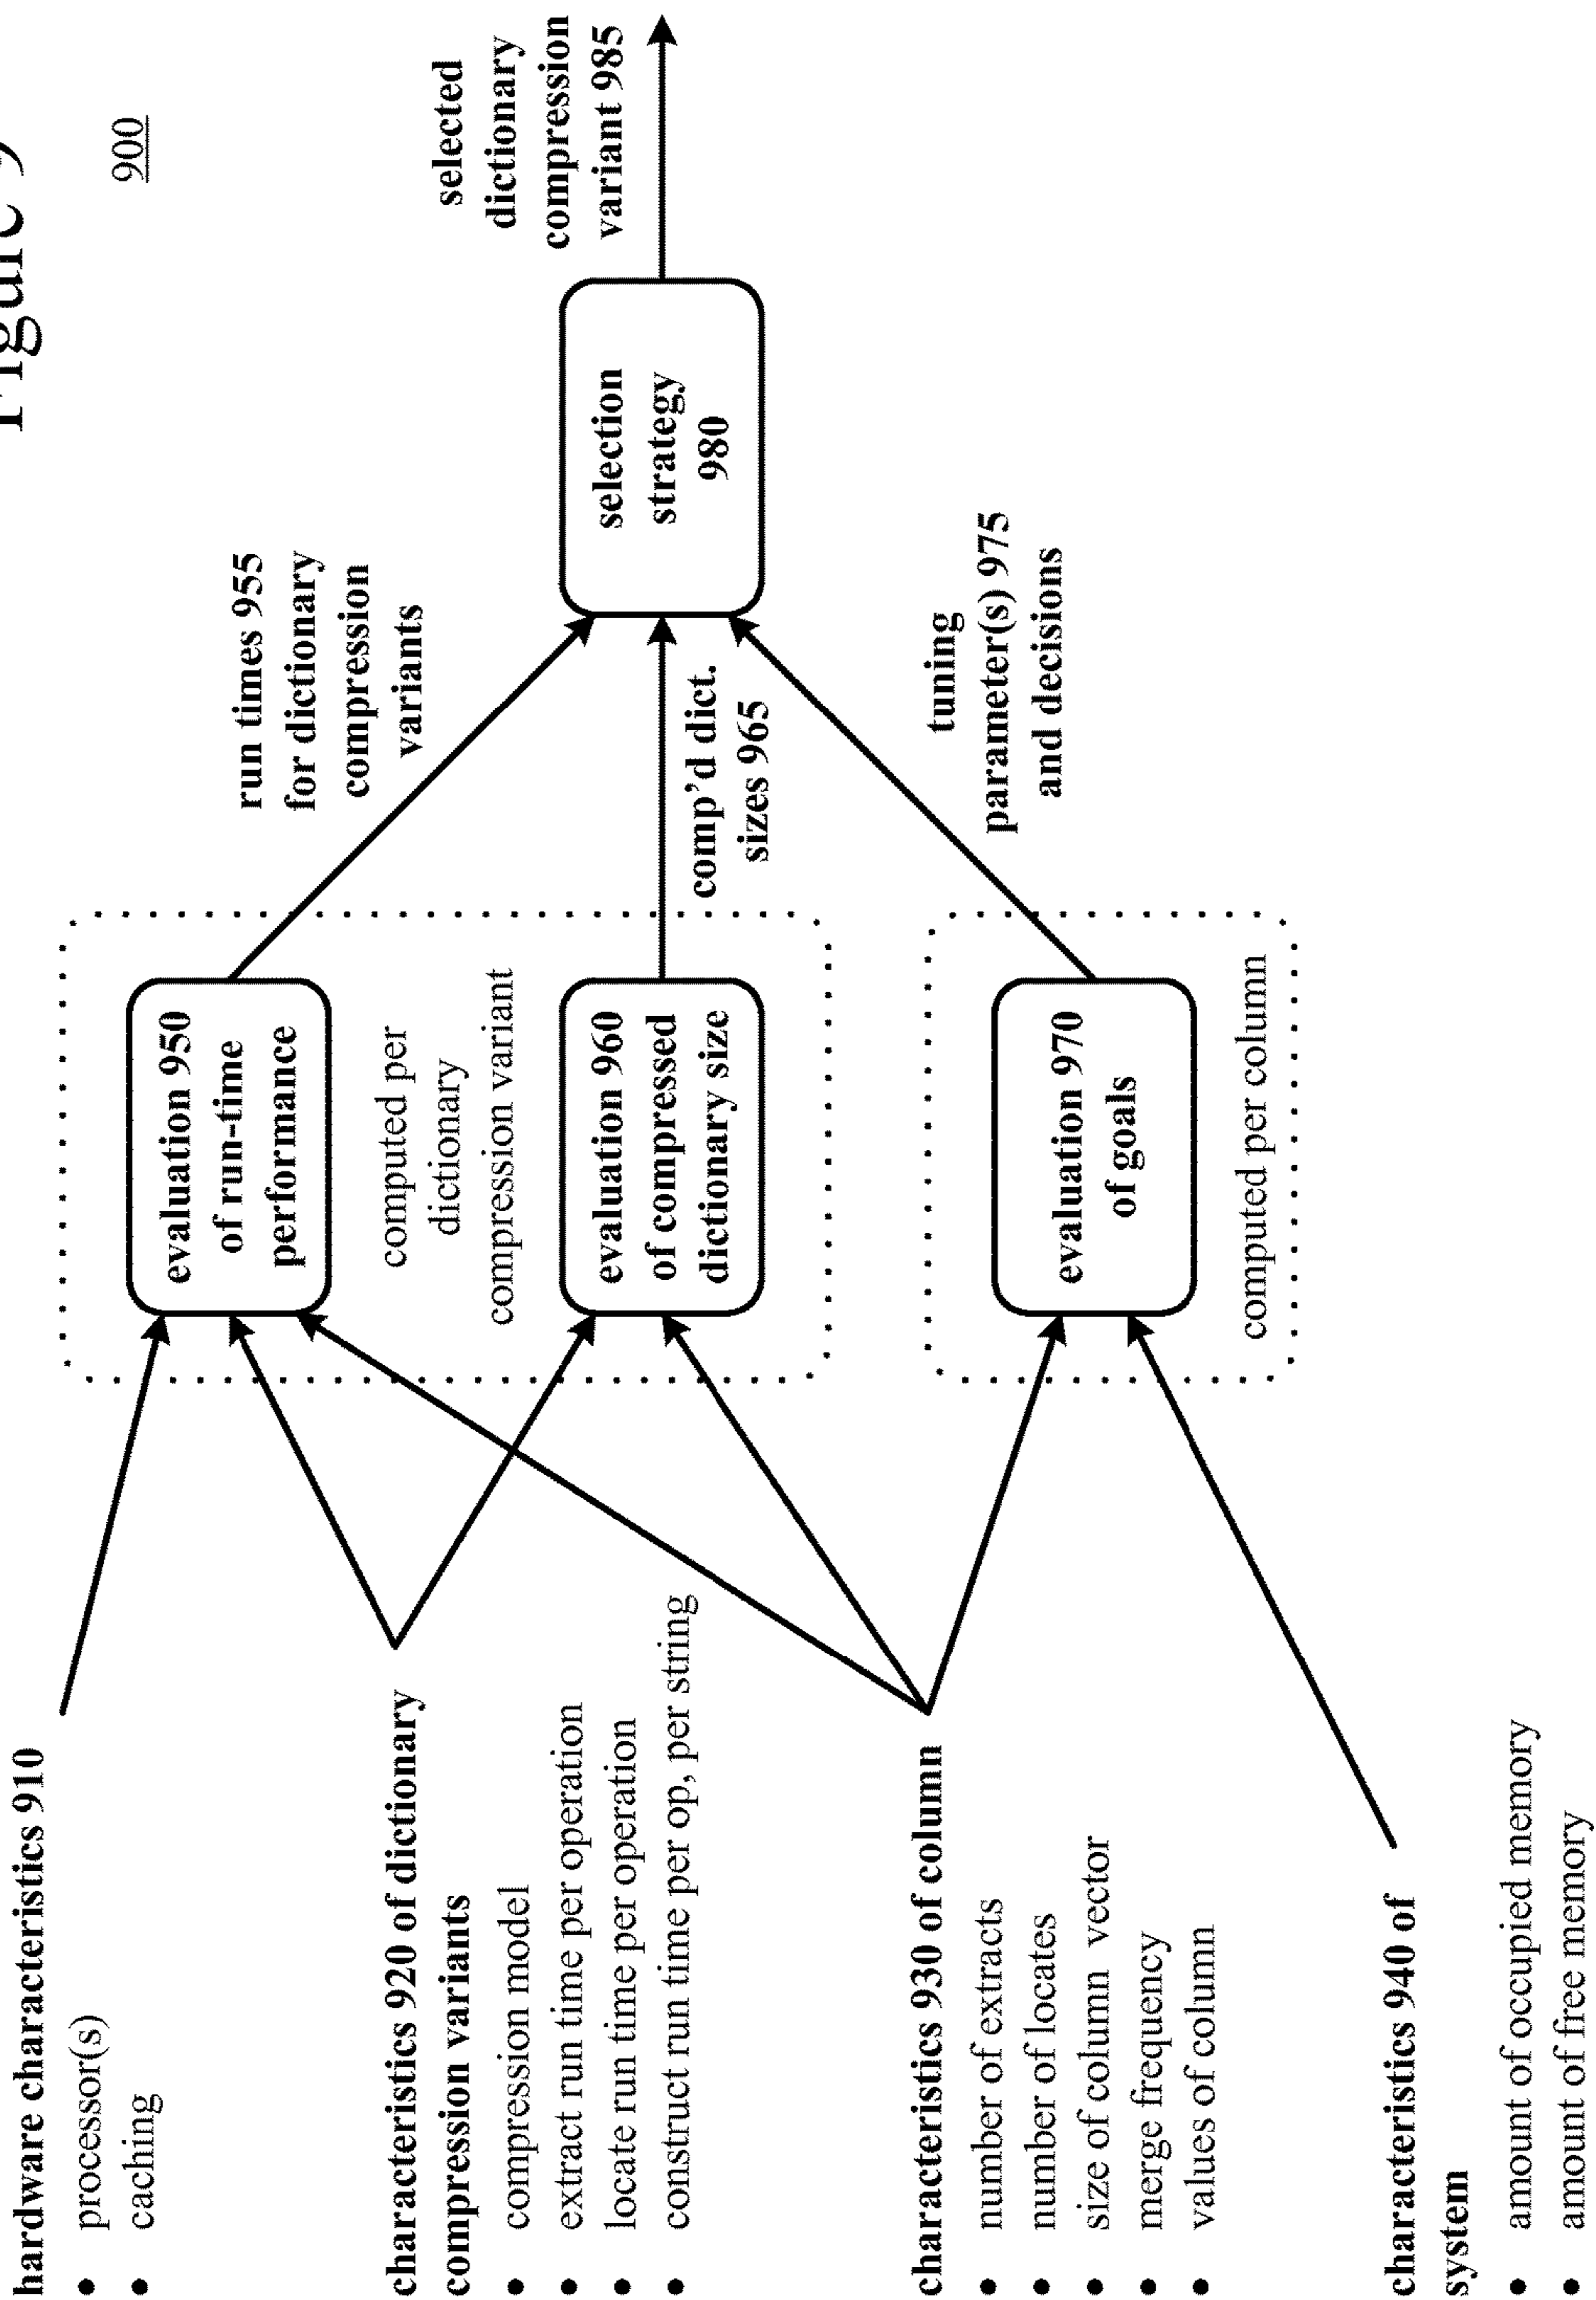 Figure 9
900
hardware characteristics 910
• processor(s)
• caching
characteristics 920 of dictionary
compression variants
• compression model
• extract run time per operation
• locate run time per operation
• construct run time per op, per string
characteristics 930 of column
• number of extracts
• number of locates
• size of column vector
• merge frequency
• values of column
characteristics 940 of
system
• amount of occupied memory
• amount of free memory
evaluation 950
of run-time
performance
computed per
dictionary
compression variant
evaluation 960
of compressed
dictionary size
evaluation 970
of goals
computed per column
run times 955
for dictionary
compression
variants
comp'd dict.
sizes 965
tuning
parameter(s) 975
and decisions
selection
strategy
980
selected
dictionary
compression
variant 985